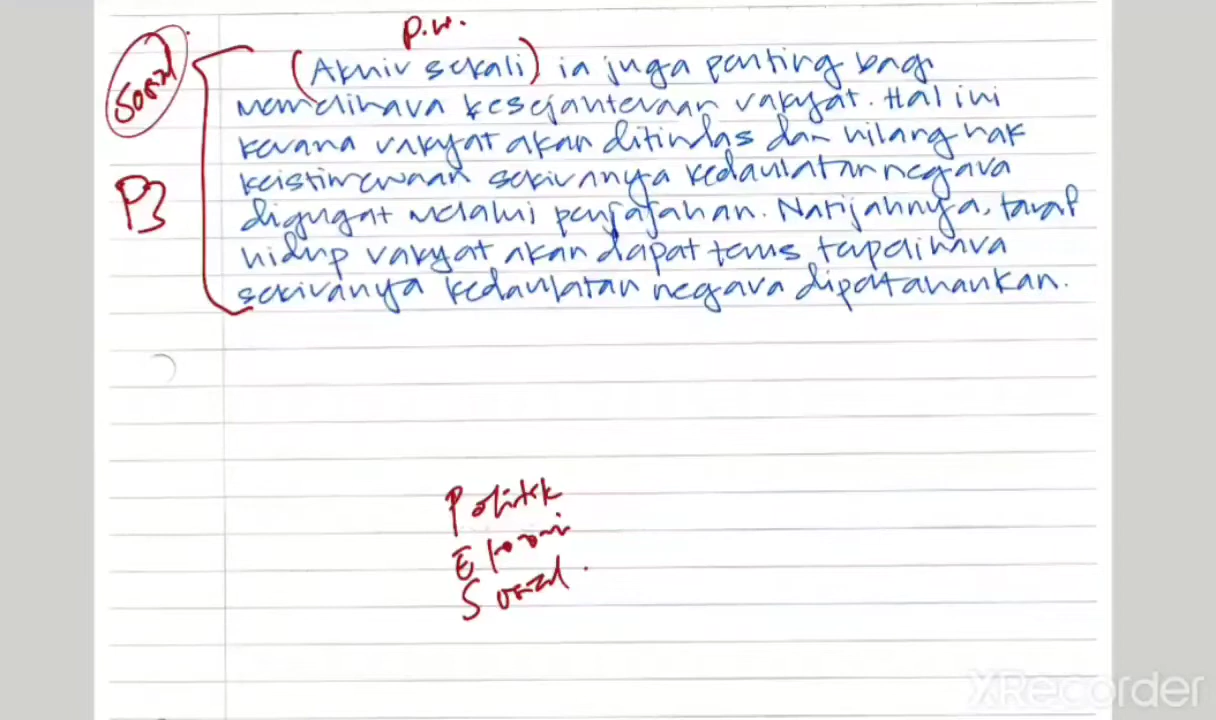 P.W.
Sosial
(Akhir sekali) ia juga penting bagi
memelihara kesejahteraan rakyat. Hal ini
kerana rakyat akan ditindas dan hilang hak
keistimewaan sekiranya kedaulatan negara
P3
digugat melalui penjajahan. Natijahnya, taraf
hidup rakyat akan dapat terus terpelihara
sekiranya kedaulatan negara dipertahankan.
Politik
Ekonomi
Sosial.
XRecorder